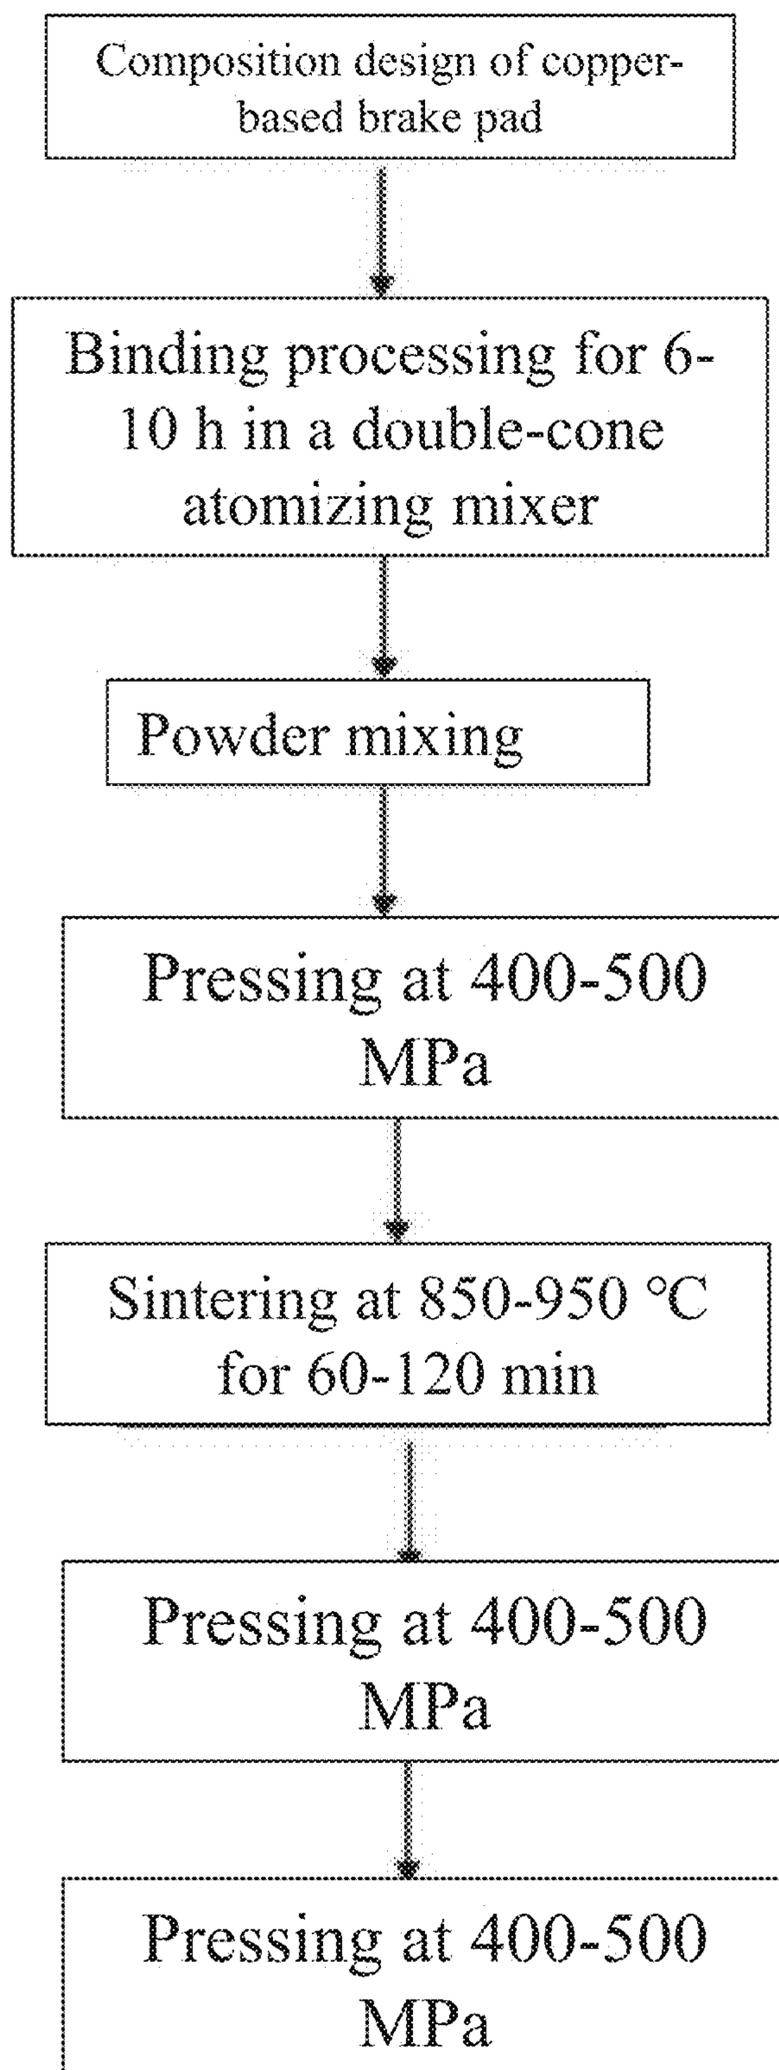 Composition design of copper-
based brake pad
Binding processing for 6-
10 h in a double-cone
atomizing mixer
Powder mixing
Pressing at 400-500
MPa
Sintering at 850-950 °C
for 60-120 min
Pressing at 400-500
MPa
Pressing at 400-500
MPa